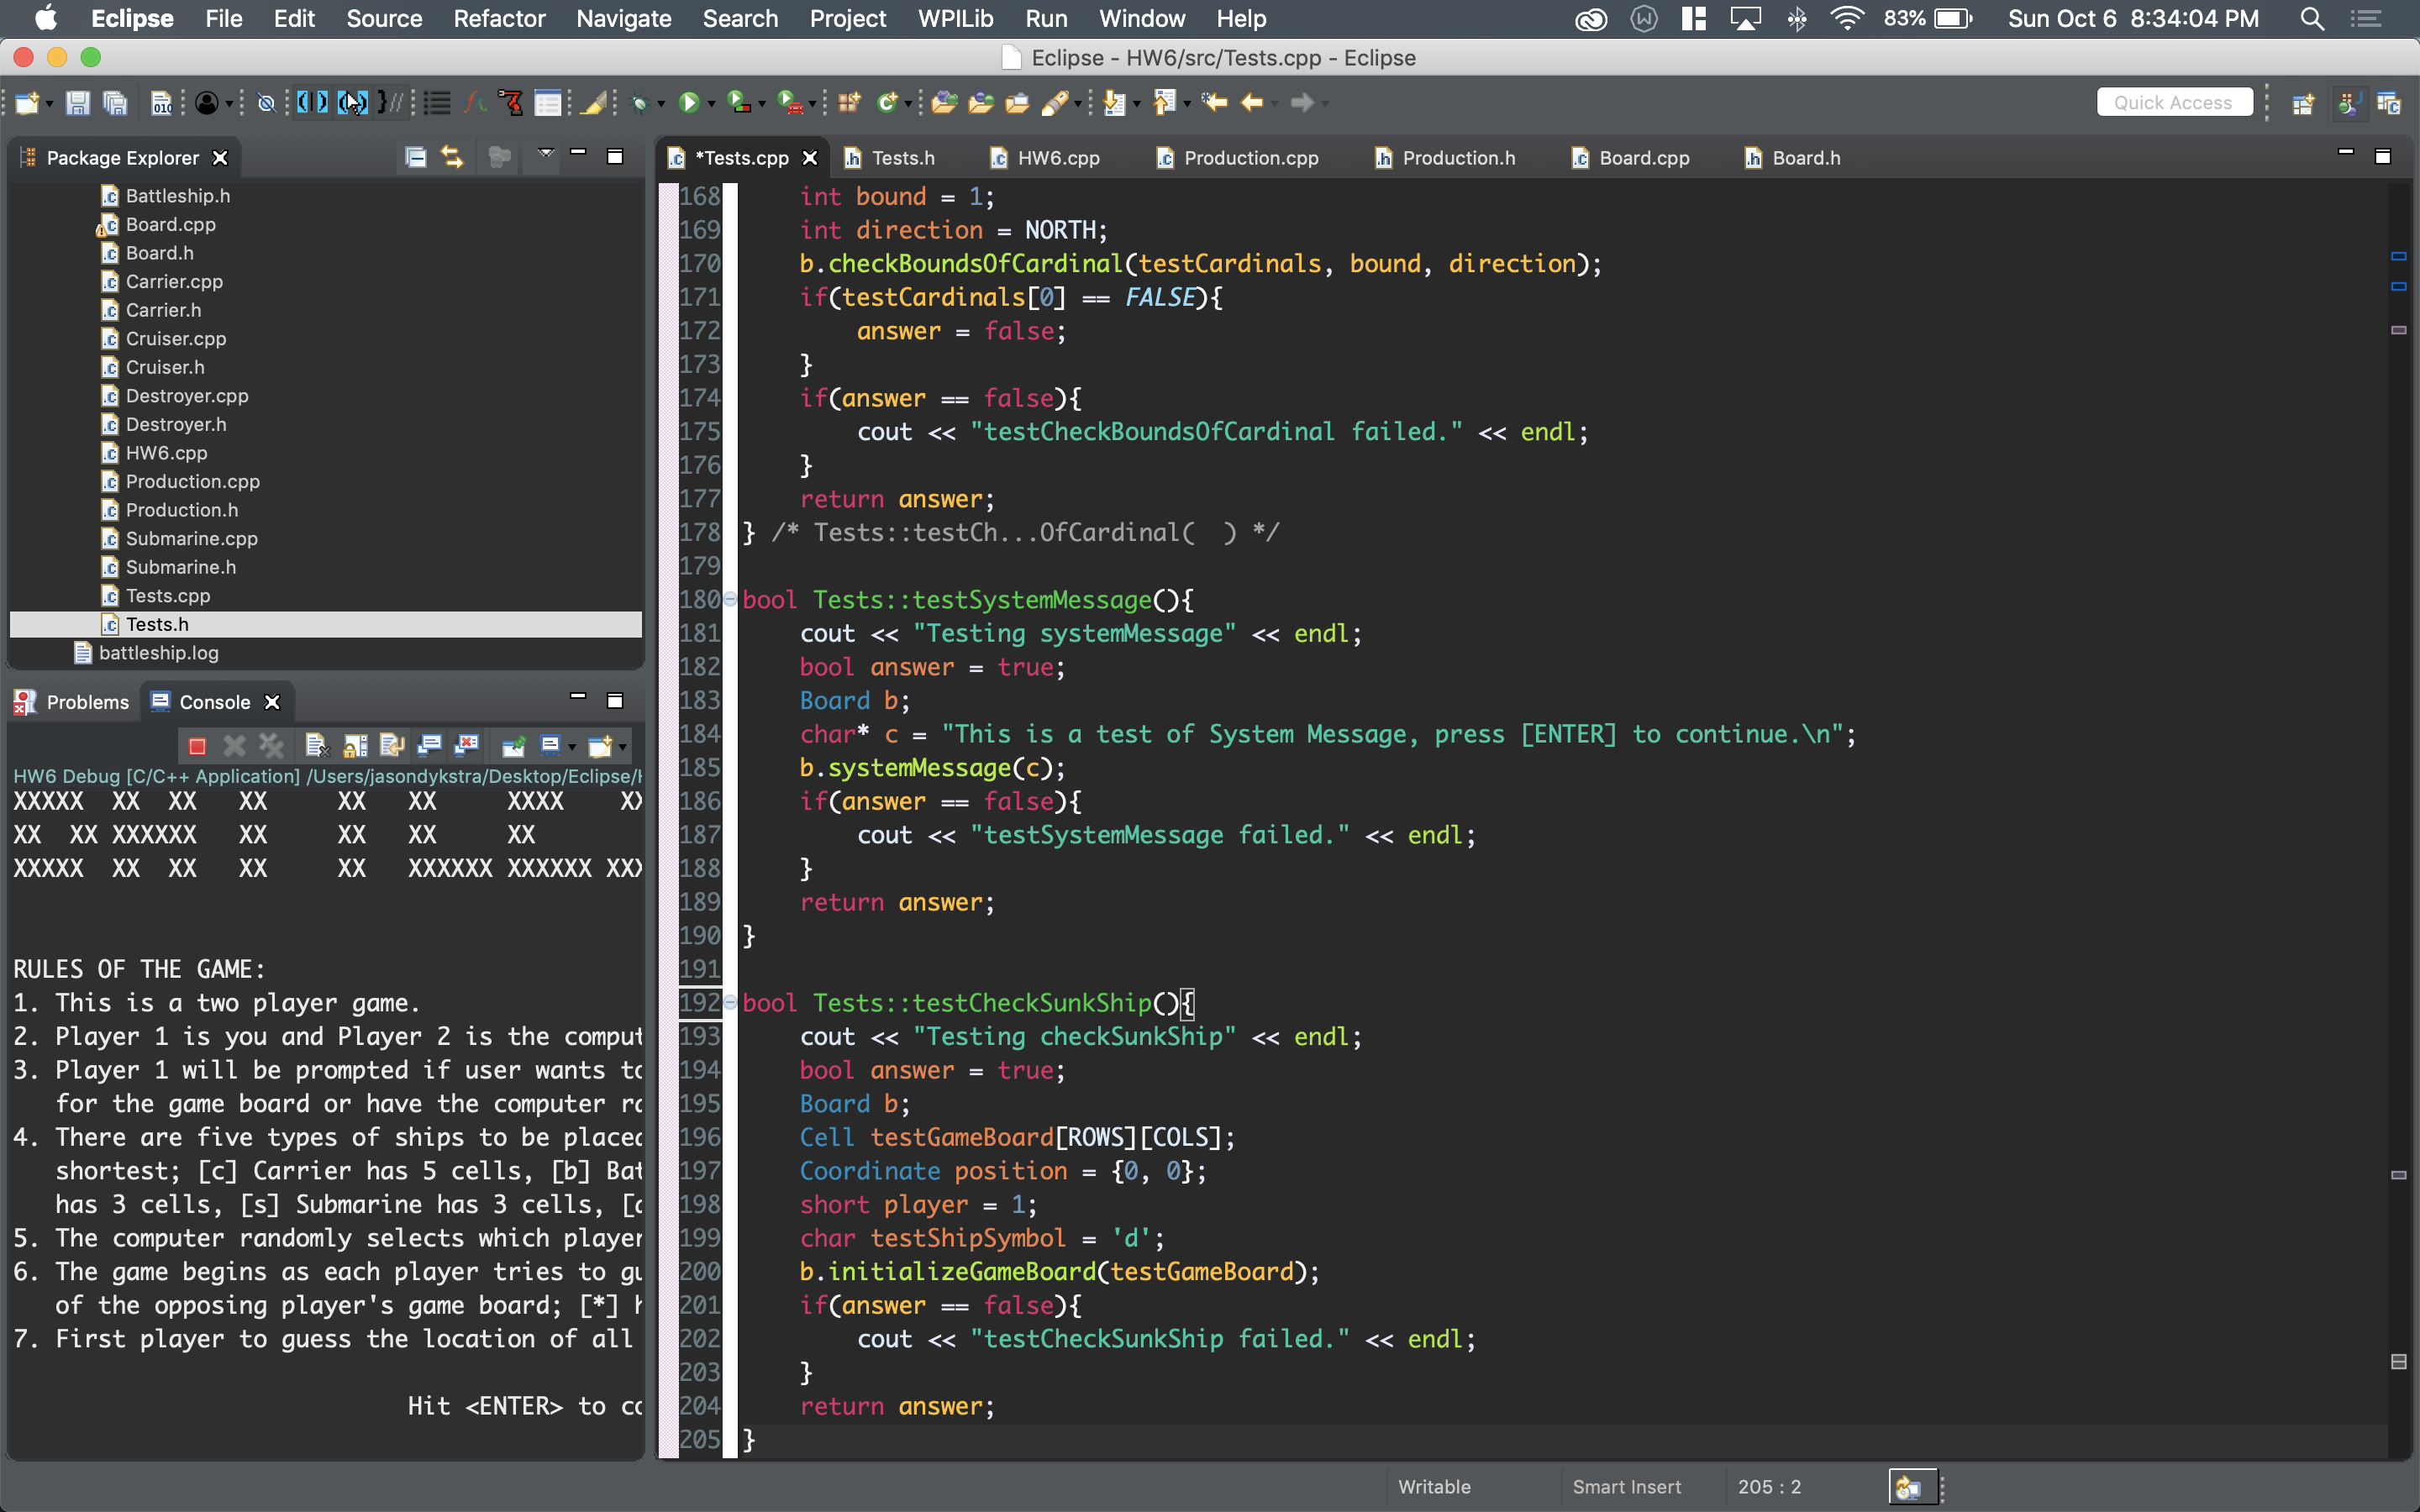 Eclipse File Edit Source Refactor Navigate Search Project WPILib Run Window Help 83% Sun Oct 6 8:34:04 PM
Eclipse - HW6/src/Tests.cpp - Eclipse
Quick Access
Package Explorer
Battleship.h
Board.cpp
Board.h
Carrier.cpp
Carrier.h
Cruiser.cpp
Cruiser.h
Destroyer.cpp
Destroyer.h
HW6.cpp
Production.cpp
Production.h
Submarine.cpp
Submarine.h
Tests.cpp
Tests.h
battleship.log
Problems Console
HW6 Debug [C/C++ Application] /Users/jasondykstra/Desktop/Eclipse/
XXXXX  XX  XX   XX     XX   XX     XXXX    XX
XX  XX XXXXXX   XX     XX   XX     XX
XXXXX  XX  XX   XX     XX   XXXXXX XXXXXX XXX
RULES OF THE GAME:
1. This is a two player game.
2. Player 1 is you and Player 2 is the comput
3. Player 1 will be prompted if user wants to
for the game board or have the computer ra
4. There are five types of ships to be placed
shortest; [c] Carrier has 5 cells, [b] Bat
has 3 cells, [s] Submarine has 3 cells, [d
5. The computer randomly selects which player
6. The game begins as each player tries to gu
of the opposing player's game board; [*] h
7. First player to guess the location of all
Hit <ENTER> to co
*Tests.cpp Tests.h HW6.cpp Production.cpp Production.h Board.cpp Board.h
168     int bound = 1;
169     int direction = NORTH;
170     b.checkBoundsOfCardinal(testCardinals, bound, direction);
171     if(testCardinals[0] == FALSE){
172         answer = false;
173     }
174     if(answer == false){
175         cout << "testCheckBoundsOfCardinal failed." << endl;
176     }
177     return answer;
178 } /* Tests::testCh...OfCardinal(  ) */
179
180 bool Tests::testSystemMessage(){
181     cout << "Testing systemMessage" << endl;
182     bool answer = true;
183     Board b;
184     char* c = "This is a test of System Message, press [ENTER] to continue.\n";
185     b.systemMessage(c);
186     if(answer == false){
187         cout << "testSystemMessage failed." << endl;
188     }
189     return answer;
190 }
191
192 bool Tests::testCheckSunkShip(){
193     cout << "Testing checkSunkShip" << endl;
194     bool answer = true;
195     Board b;
196     Cell testGameBoard[ROWS][COLS];
197     Coordinate position = {0, 0};
198     short player = 1;
199     char testShipSymbol = 'd';
200     b.initializeGameBoard(testGameBoard);
201     if(answer == false){
202         cout << "testCheckSunkShip failed." << endl;
203     }
204     return answer;
205 }
Writable Smart Insert 205 : 2